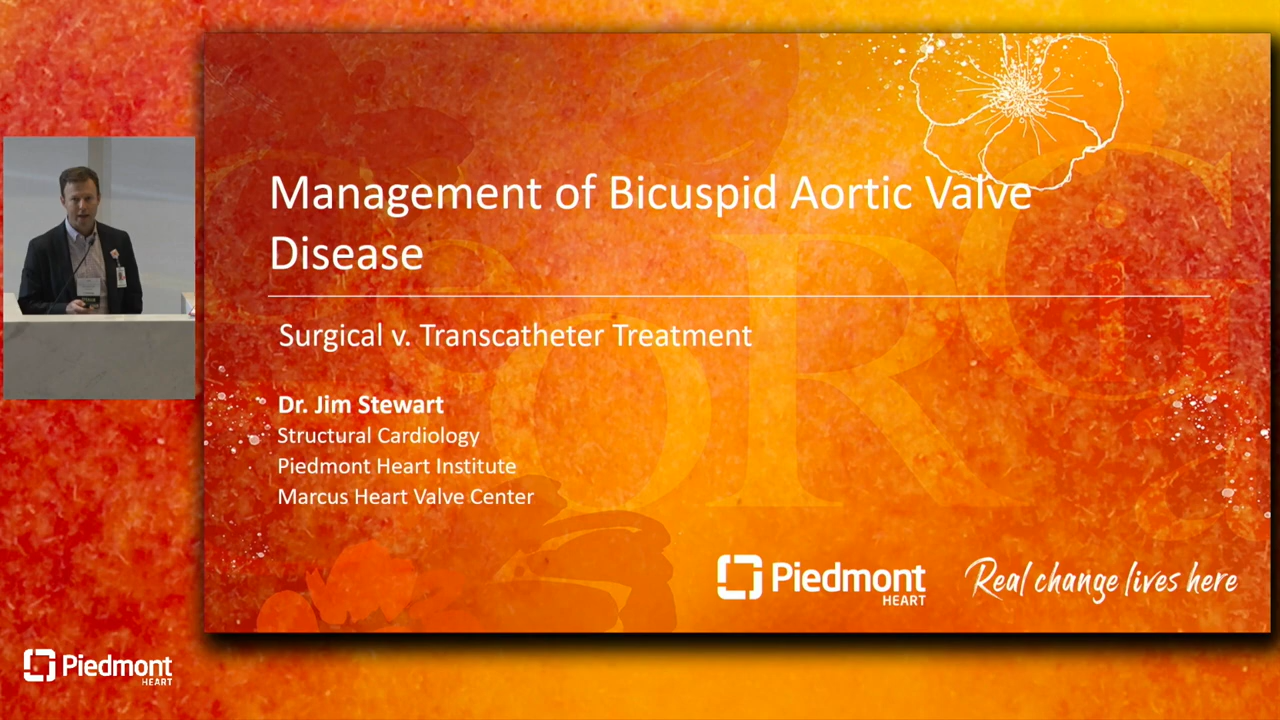 Management of Bicuspid Aortic Valve
Disease
Surgical v. Transcatheter Treatment
Dr. Jim Stewart
Structural Cardiology
Piedmont Heart Institute
Marcus Heart Valve Center
Piedmont
HEART
Real change lives here
Piedmont
HEART